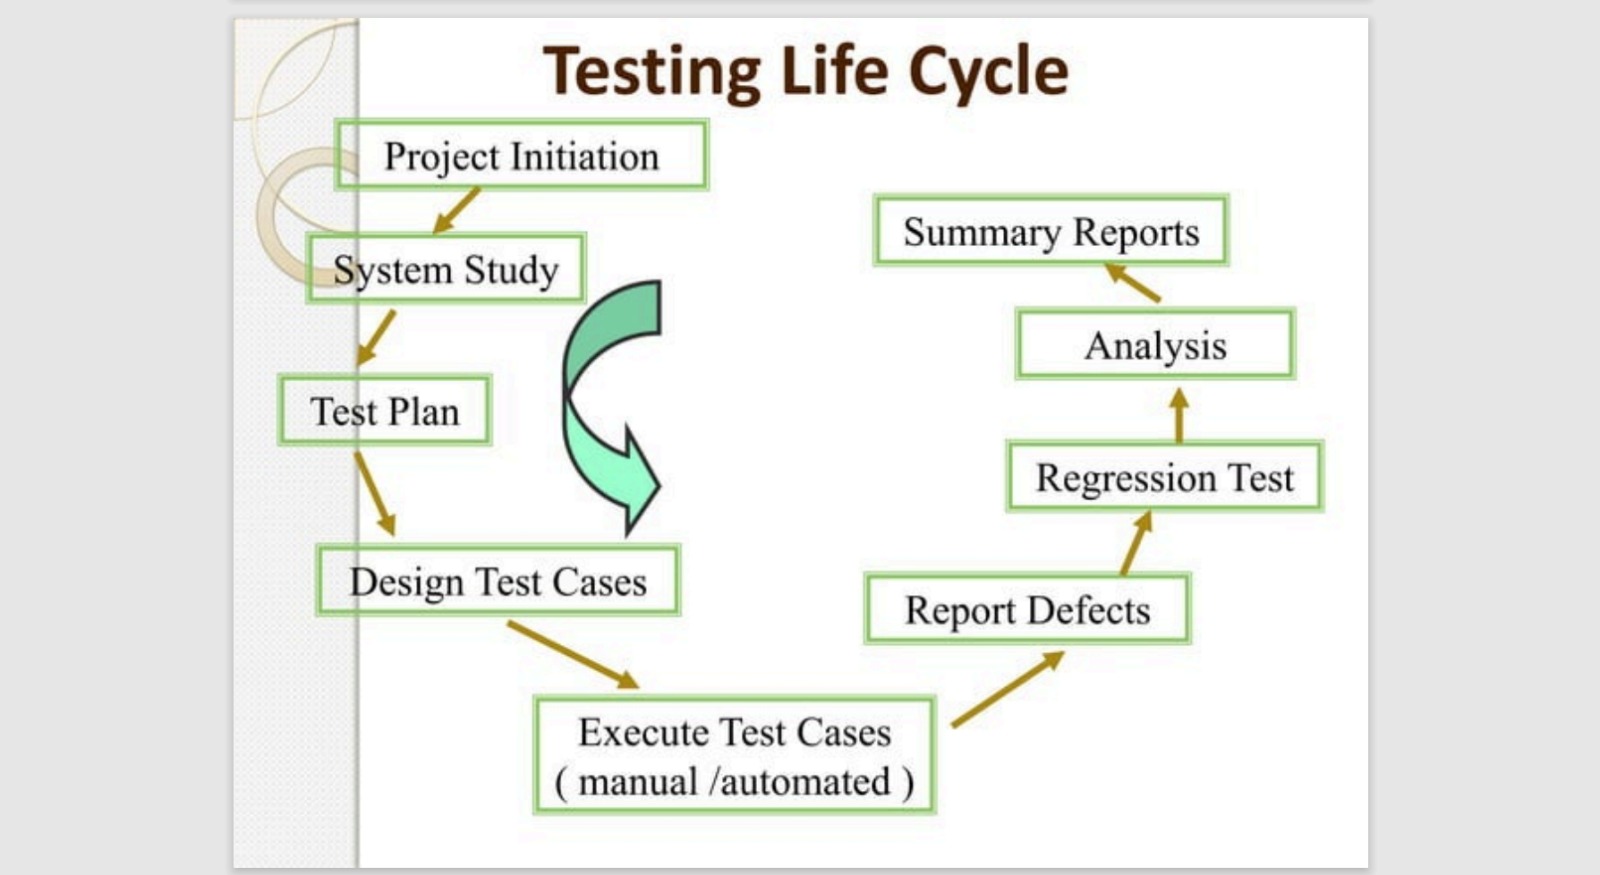 Testing Life Cycle
Project Initiation
System Study
Test Plan
Design Test Cases
Execute Test Cases
( manual /automated )
Report Defects
Regression Test
Analysis
Summary Reports